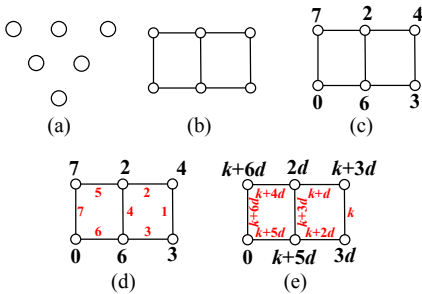 7 2 4
0 6 3
(a) (b) (c)
7 2 4
5 2
7 4 1
6 3
0 6 3
k+6d 2d k+3d
k+4d k+d
k+6d k+3d k
k+5d k+2d
0 k+5d 3d
(d) (e)